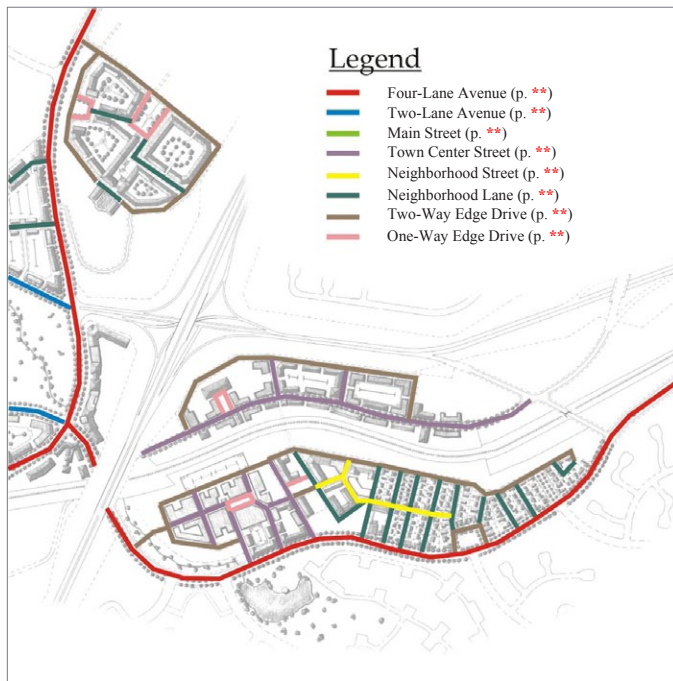 Legend
Four-Lane Avenue (p. **)
Two-Lane Avenue (p. **)
Main Street (p. **)
Town Center Street (p. **)
Neighborhood Street (p. **)
Neighborhood Lane (p. **)
Two-Way Edge Drive (p. **)
One-Way Edge Drive (p. **)